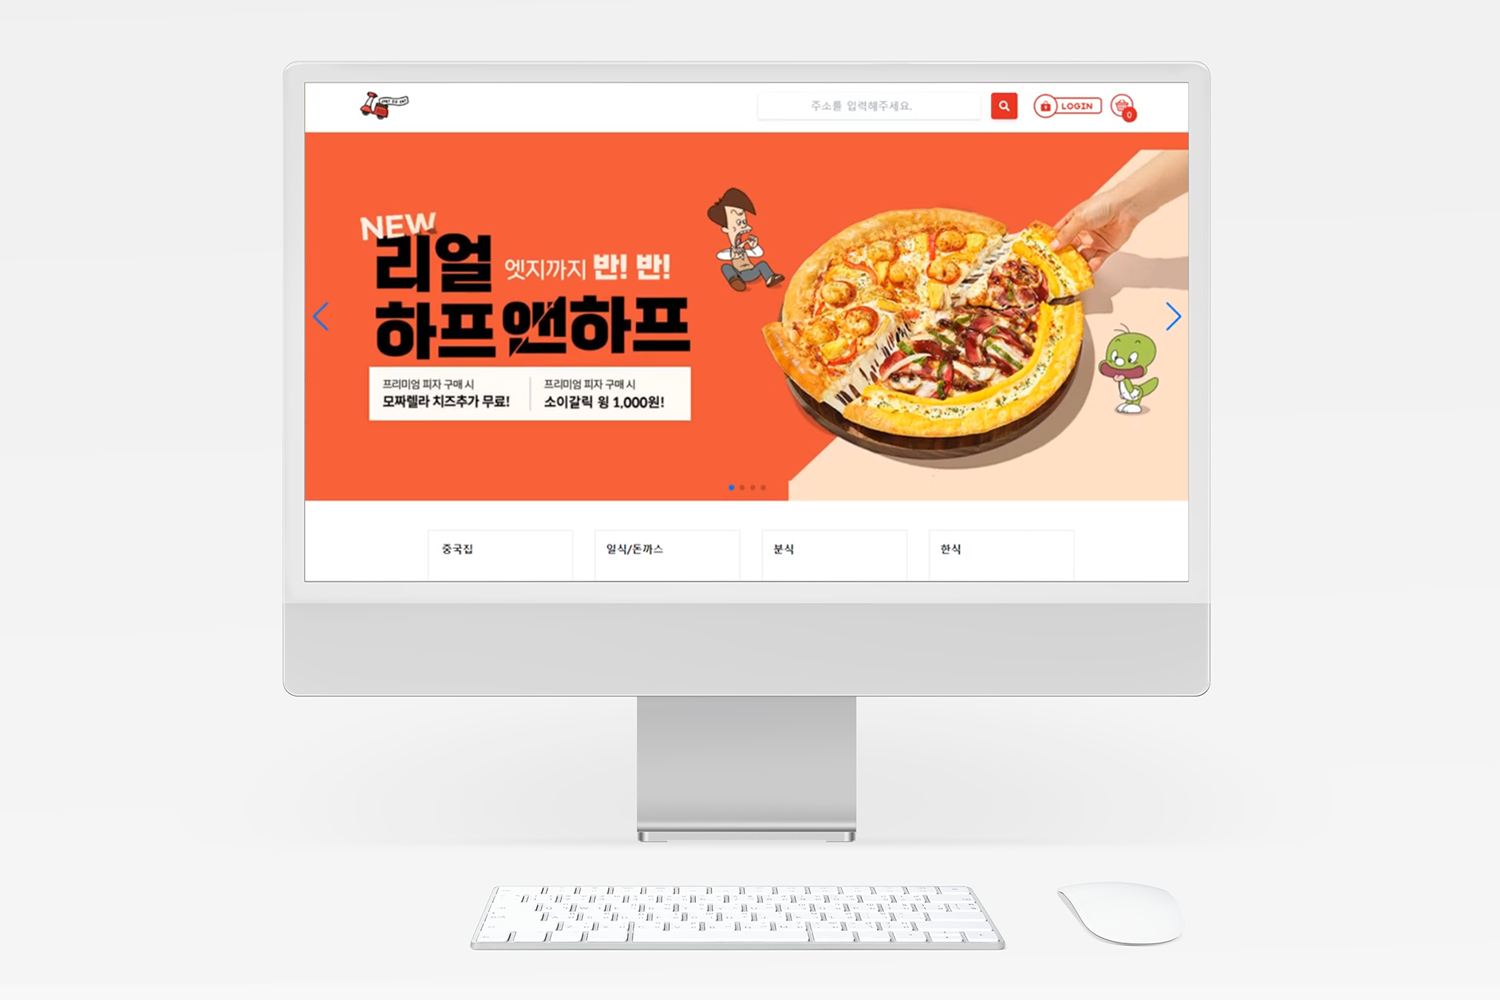 주소를 입력해주세요.
LOGIN
0
NEW
리얼
엣지까지 반! 반!
하프앤하프
프리미엄 피자 구매 시
모짜렐라 치즈추가 무료!
프리미엄 피자 구매 시
소이갈릭 윙 1,000원!
중국집
일식/돈까스
분식
한식